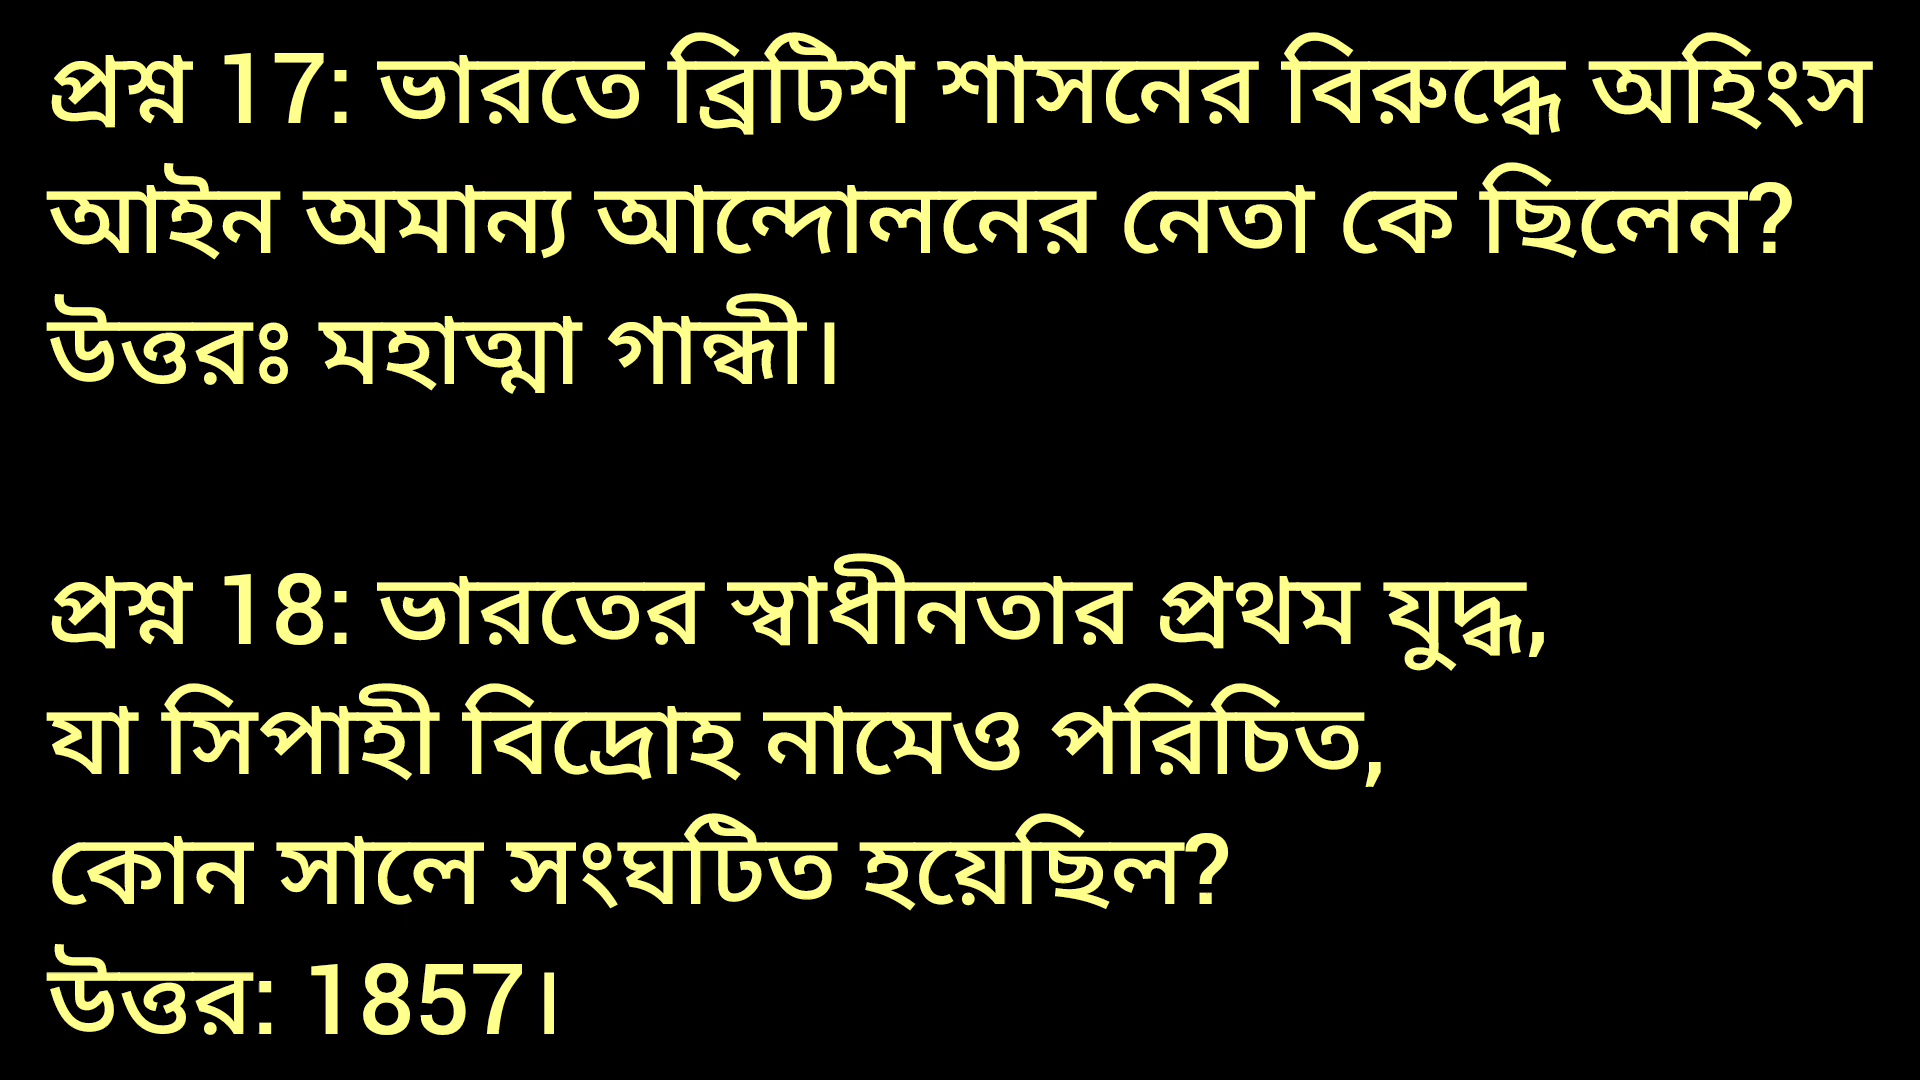 প্রশ্ন 17: ভারতে ব্রিটিশ শাসনের বিরুদ্ধে অহিংস
আইন অমান্য আন্দোলনের নেতা কে ছিলেন?
উত্তরঃ মহাত্মা গান্ধী।
প্রশ্ন 18: ভারতের স্বাধীনতার প্রথম যুদ্ধ,
যা সিপাহী বিদ্রোহ নামেও পরিচিত,
কোন সালে সংঘটিত হয়েছিল?
উত্তর: 1857।